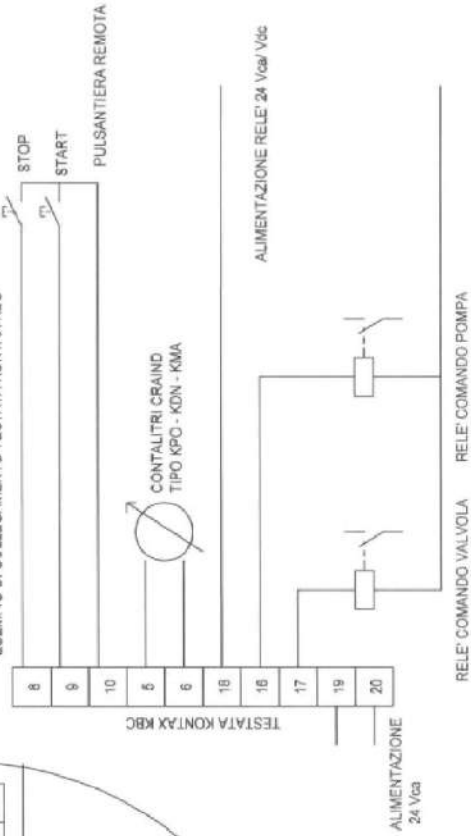 STOP
START
PULSANTIERA REMOTA
CONTALITRI CRAIND
TIPO KPO - KDN - KMA
ALIMENTAZIONE RELE' 24 Vca/ Vdc
TESTATA KONTAX KBC
8
9
10
5
6
18
16
17
19
20
ALIMENTAZIONE
24 Vca
RELE' COMANDO VALVOLA
RELE' COMANDO POMPA